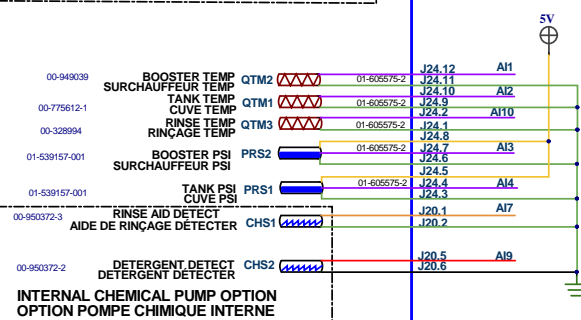 5V
00-949039
BOOSTER TEMP
SURCHAUFFEUR TEMP
QTM2
01-605575-2
J24.12
AI1
J24.11
00-775612-1
TANK TEMP
CUVE TEMP
QTM1
01-605575-2
J24.10
AI2
J24.9
00-328994
RINSE TEMP
RINÇAGE TEMP
QTM3
01-605575-2
J24.2
AI10
J24.1
01-539157-001
BOOSTER PSI
SURCHAUFFEUR PSI
PRS2
01-605575-2
J24.8
J24.7
AI3
J24.6
01-539157-001
TANK PSI
CUVE PSI
PRS1
01-605575-2
J24.5
J24.4
AI4
J24.3
00-950372-3
RINSE AID DETECT
AIDE DE RINÇAGE DÉTECTER
CHS1
J20.1
AI7
J20.2
00-950372-2
DETERGENT DETECT
DÉTERGENT DÉTECTER
CHS2
J20.5
AI9
J20.6
INTERNAL CHEMICAL PUMP OPTION
OPTION POMPE CHIMIQUE INTERNE